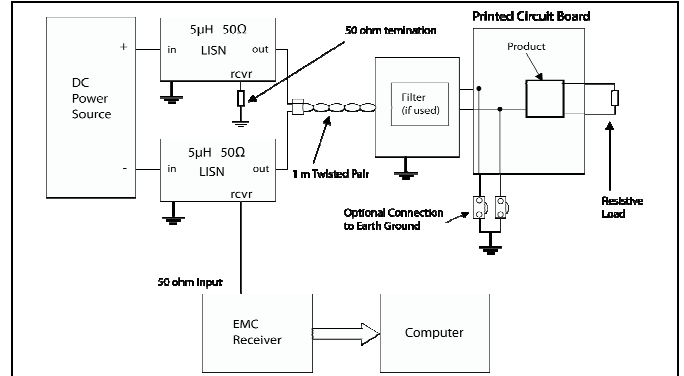 Printed Circuit Board
5µH 50Ω
LISN
in
out
rcvr
+
50 ohm temination
Product
DC
Power
Source
Filter
(if used)
5µH 50Ω
LISN
-
in
out
rcvr
1 m Twisted Pair
Optional Connection
to Earth Ground
Resistive
Load
50 ohm input
EMC
Receiver
Computer